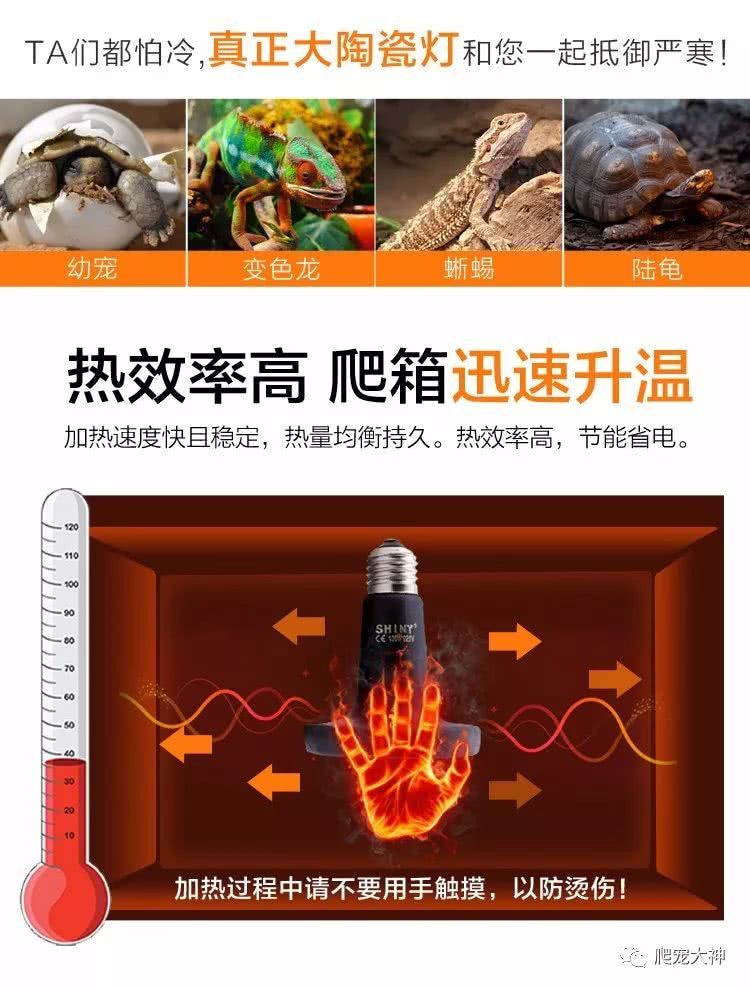 TA们都怕冷,真正大陶瓷灯和您一起抵御严寒!
幼宠
变色龙
蜥蜴
陆龟
热效率高 爬箱迅速升温
加热速度快且稳定，热量均衡持久。热效率高，节能省电。
120
110
100
90
80
70
60
50
40
30
20
10
SHINY®
CE
加热过程中请不要用手触摸，以防烫伤!
爬宠大神